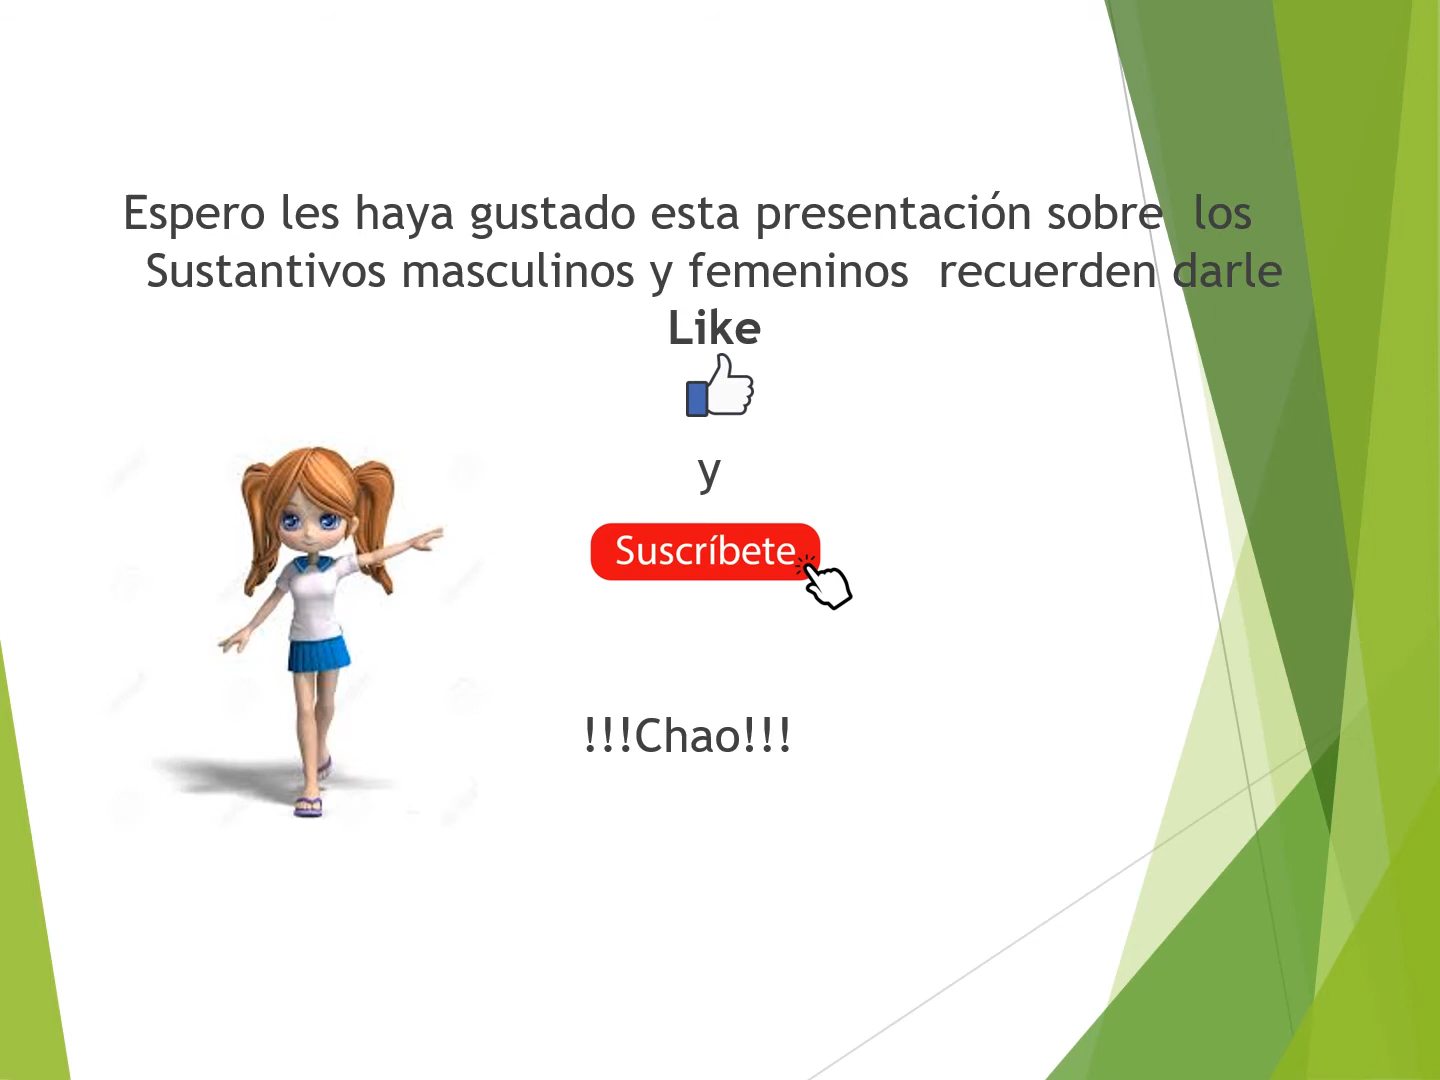 Espero les haya gustado esta presentación sobre  los
Sustantivos masculinos y femeninos  recuerden darle
Like
y
Suscríbete
!!!Chao!!!